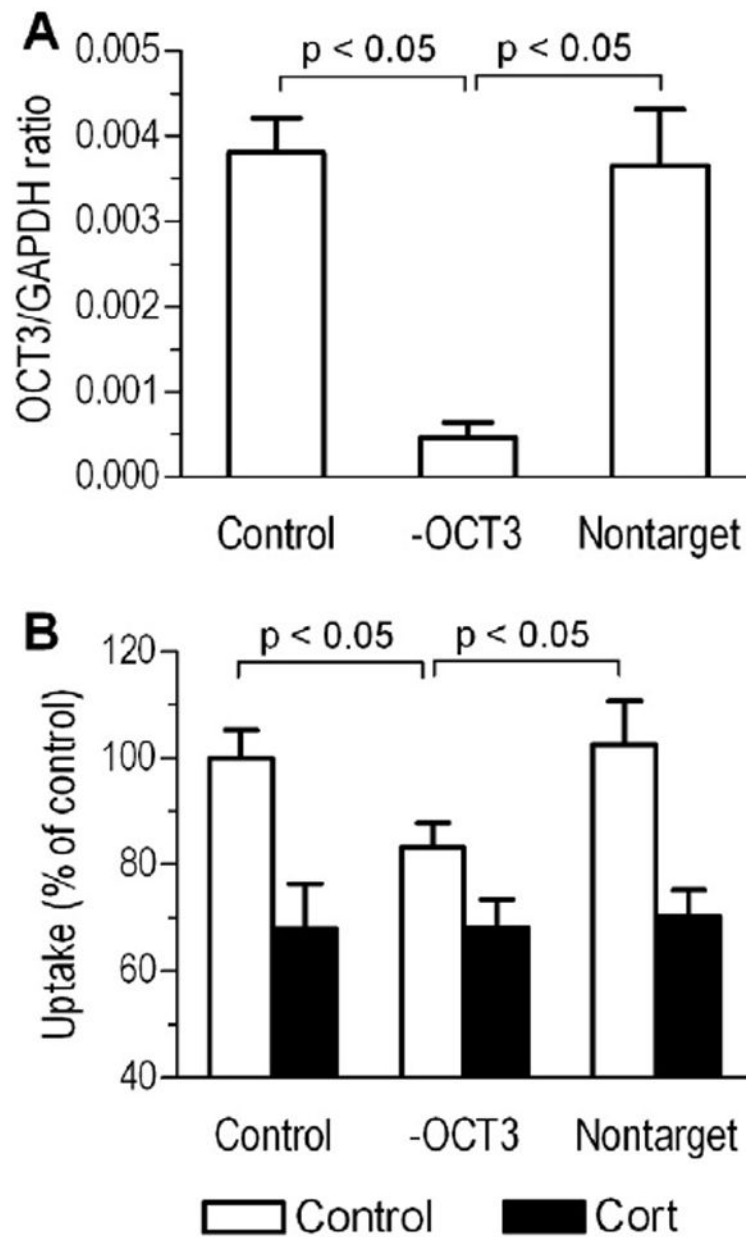 A
p < 0.05 p < 0.05
OCT3/GAPDH ratio
0.005
0.004
0.003
0.002
0.001
0.000
Control -OCT3 Nontarget
B
p < 0.05 p < 0.05
Uptake (% of control)
120
100
80
60
40
Control -OCT3 Nontarget
Control Cort